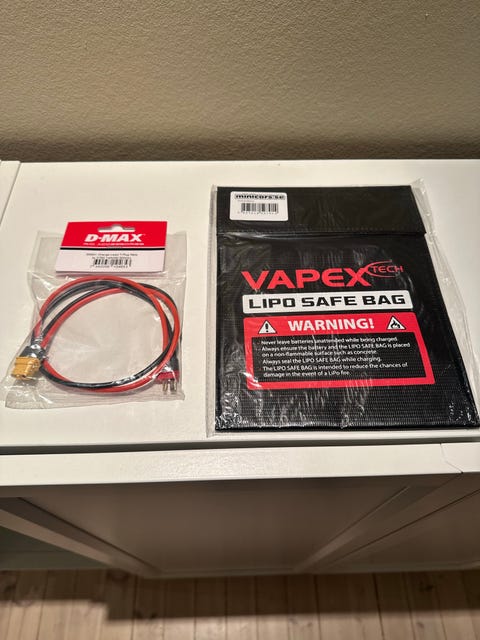 D-MAX
minicars.se
VAPEX
TECH
LIPO SAFE BAG
WARNING!
- Never leave batteries unattended while being charged.
- Always ensure the battery and the LIPO SAFE BAG is placed
on a non-flammable surface such as concrete.
- Always seal the LIPO SAFE BAG while charging.
- The LIPO SAFE BAG is intended to reduce the chances of
damage in the event of a LiPo fire.